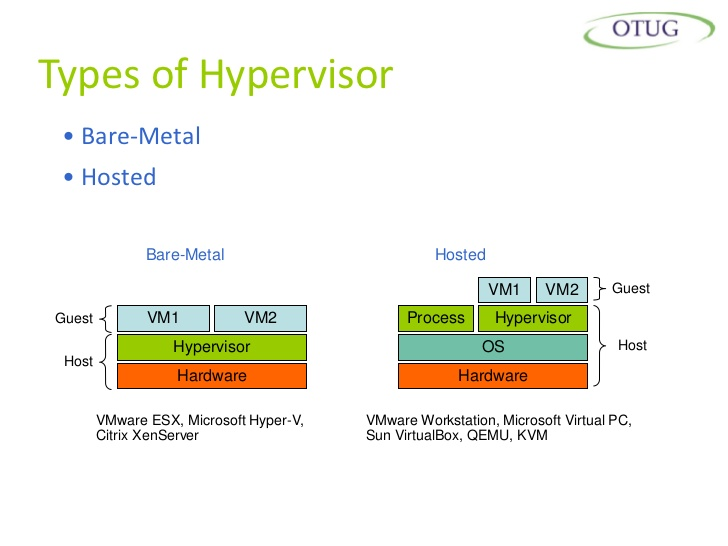 OTUG
Types of Hypervisor
• Bare-Metal
• Hosted
Bare-Metal
Guest
VM1 VM2
Host
Hypervisor
Hardware
VMware ESX, Microsoft Hyper-V,
Citrix XenServer
Hosted
VM1 VM2 Guest
Process Hypervisor
OS Host
Hardware
VMware Workstation, Microsoft Virtual PC,
Sun VirtualBox, QEMU, KVM